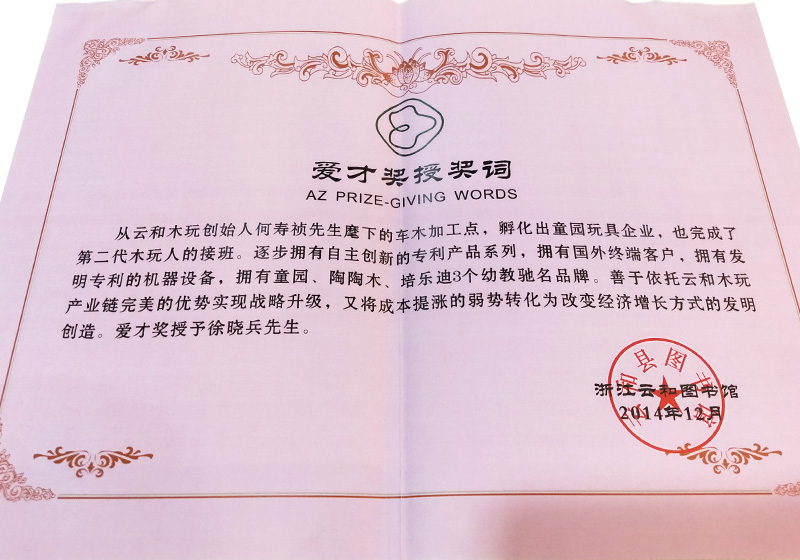 爱才奖授奖词
AZ PRIZE-GIVING WORDS
从云和木玩创始人何寿祯先生麾下的车木加工点，孵化出童园玩具企业，也完成了
第二代木玩人的接班。逐步拥有自主创新的专利产品系列，拥有国外终端客户，拥有发
明专利的机器设备，拥有童园、陶陶木、培乐迪3个幼教驰名品牌。善于依托云和木玩
产业链完美的优势实现战略升级，又将成本提涨的弱势转化为改变经济增长方式的发明
创造。爱才奖授予徐晓兵先生。
云和县图书馆
浙江云和图书馆
2014年12月